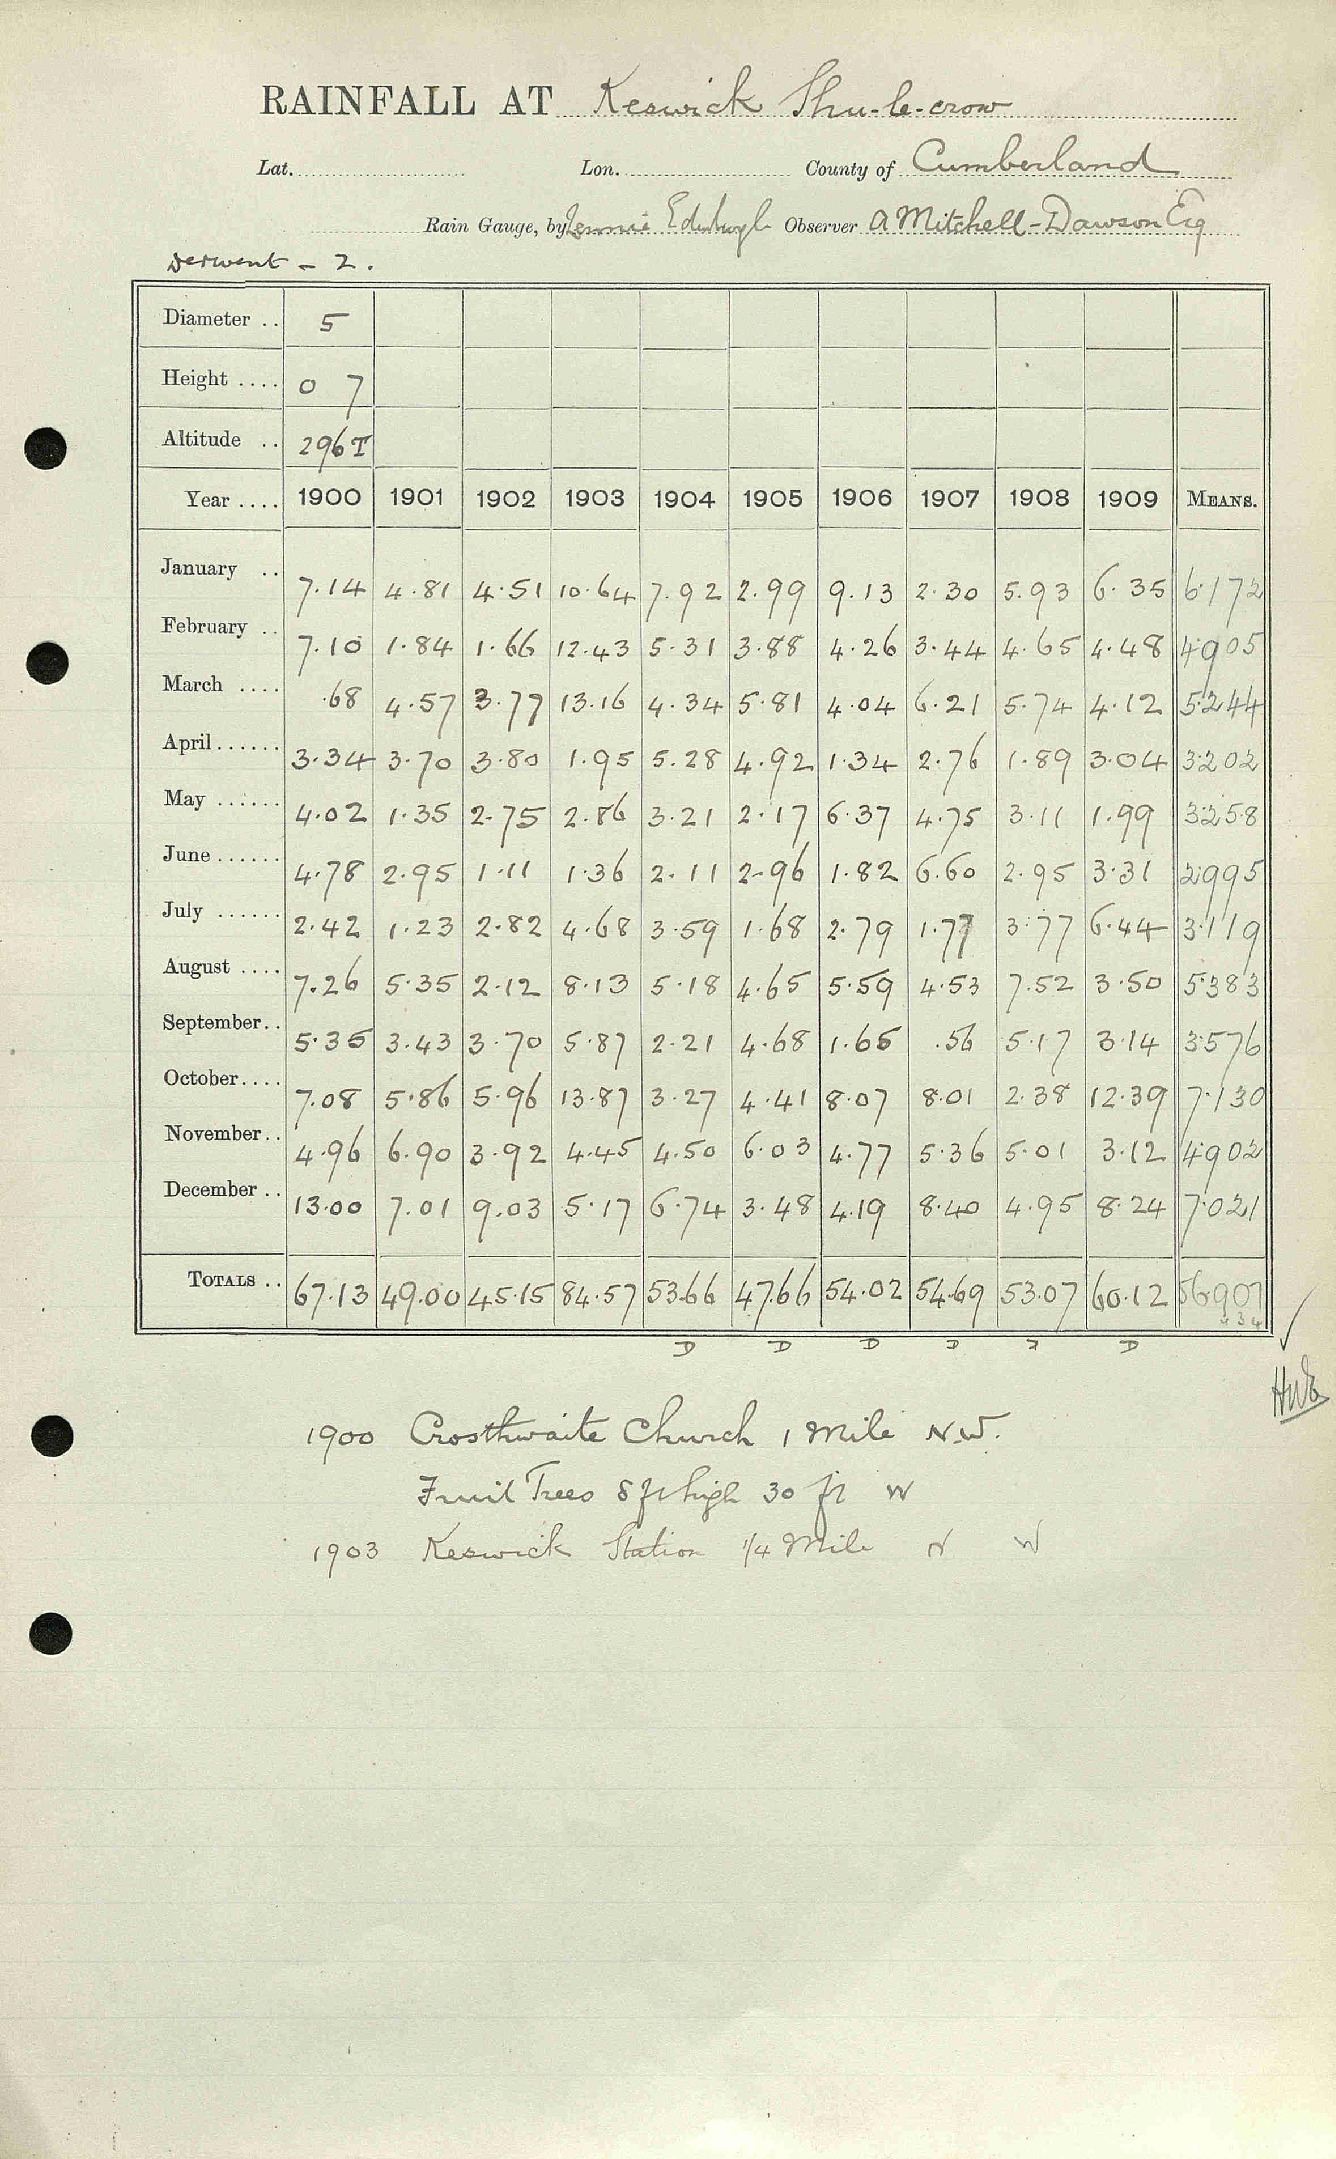 RAINFALL AT Keswick Shu-le-crow
Lat. Lon. County of Cumberland
Rain Gauge, by Edinburgh Observer A Mitchell-Dawson Esq
Derwent - 2.
Diameter .. 5
Height .... 0 7
Altitude .. 296 T
Year .... 1900 1901 1902 1903 1904 1905 1906 1907 1908 1909 MEANS.
January .. 7.14 4.81 4.51 10.64 7.92 2.99 9.13 2.30 5.93 6.35 6.172
February .. 7.10 1.84 1.66 12.43 5.31 3.88 4.26 3.44 4.65 4.48 4.905
March .... .68 4.57 3.77 13.16 4.34 5.81 4.04 6.21 5.74 4.12 5.244
April...... 3.34 3.70 3.80 1.95 5.28 4.92 1.34 2.76 1.89 3.04 3.202
May ...... 4.02 1.35 2.75 2.86 3.21 2.17 6.37 4.75 3.11 1.99 3.258
June...... 4.78 2.95 1.11 1.36 2.11 2.96 1.82 6.60 2.95 3.31 2.995
July ...... 2.42 1.23 2.82 4.68 3.59 1.68 2.79 1.77 3.77 6.44 3.119
August .... 7.26 5.35 2.12 8.13 5.18 4.65 5.59 4.53 7.52 3.50 5.383
September.. 5.35 3.43 3.70 5.87 2.21 4.68 1.65 .56 5.17 3.14 3.576
October.... 7.08 5.86 5.96 13.87 3.27 4.41 8.07 8.01 2.38 12.39 7.130
November.. 4.96 6.90 3.92 4.45 4.50 6.03 4.77 5.36 5.01 3.12 4.902
December .. 13.00 7.01 9.03 5.17 6.74 3.48 4.19 8.40 4.95 8.24 7.021
TOTALS .. 67.13 49.00 45.15 84.57 53.66 47.66 54.02 54.69 53.07 60.12 56.907
D D D D D
1900 Crosthwaite Church 1 Mile N.W.
Fruit Trees 8 ft high 30 ft W
1903 Keswick Station 1/4 Mile N W